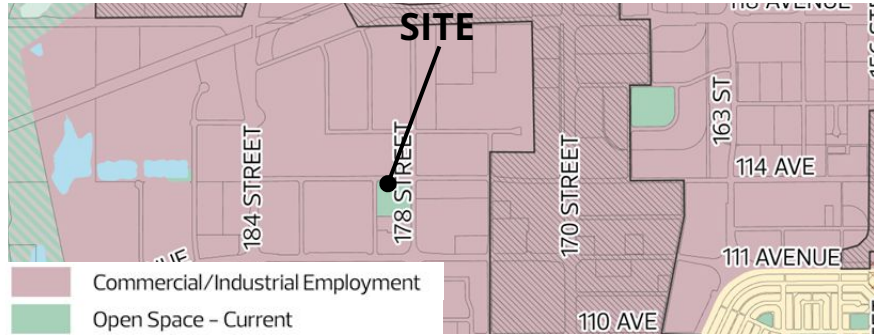 SITE
163 ST
184 STREET
178 STREET
170 STREET
114 AVE
111 AVENUE
110 AVE
Commercial/Industrial Employment
Open Space – Current